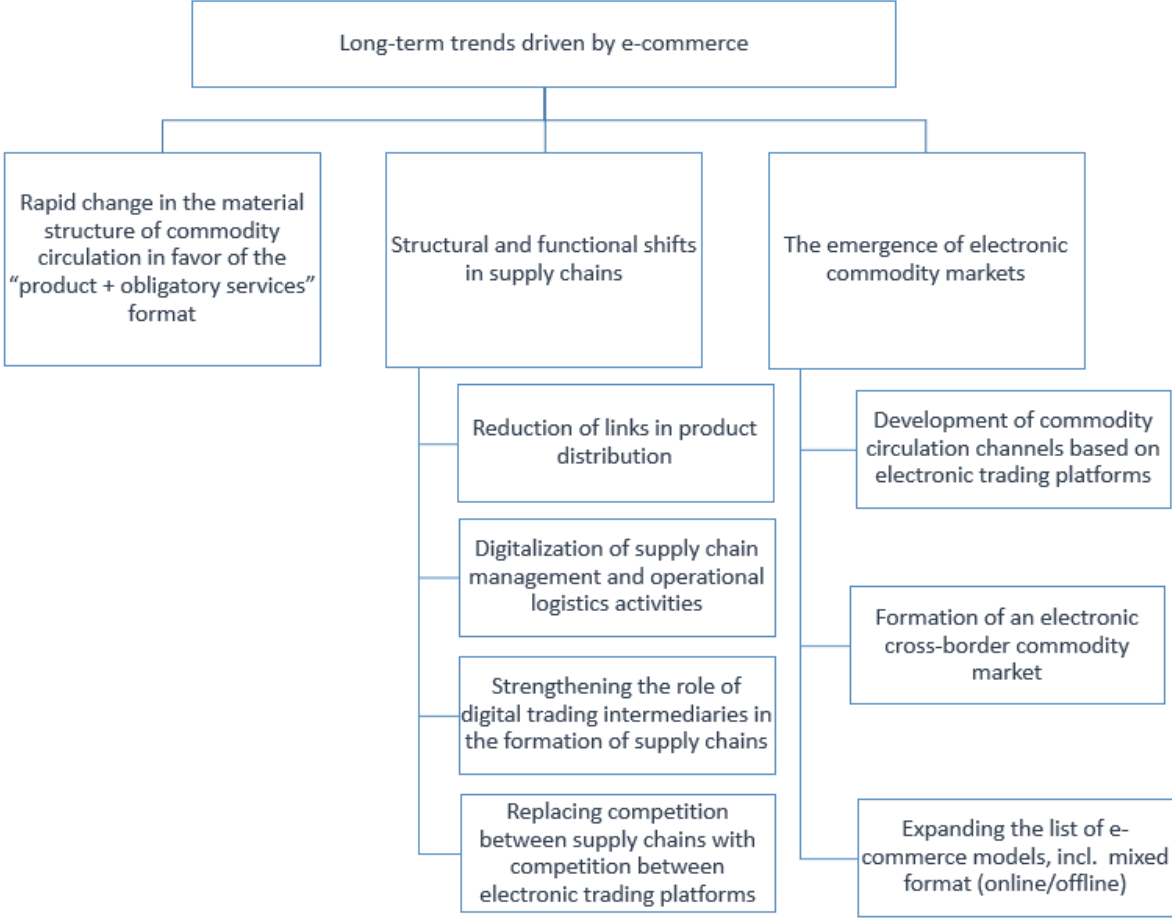 Long-term trends driven by e-commerce
Rapid change in the material
structure of commodity
circulation in favor of the
“product + obligatory services”
format
Structural and functional shifts
in supply chains
The emergence of electronic
commodity markets
Reduction of links in product
distribution
Digitalization of supply chain
management and operational
logistics activities
Strengthening the role of
digital trading intermediaries in
the formation of supply chains
Replacing competition
between supply chains with
competition between
electronic trading platforms
Development of commodity
circulation channels based on
electronic trading platforms
Formation of an electronic
cross-border commodity
market
Expanding the list of e-
commerce models, incl. mixed
format (online/offline)